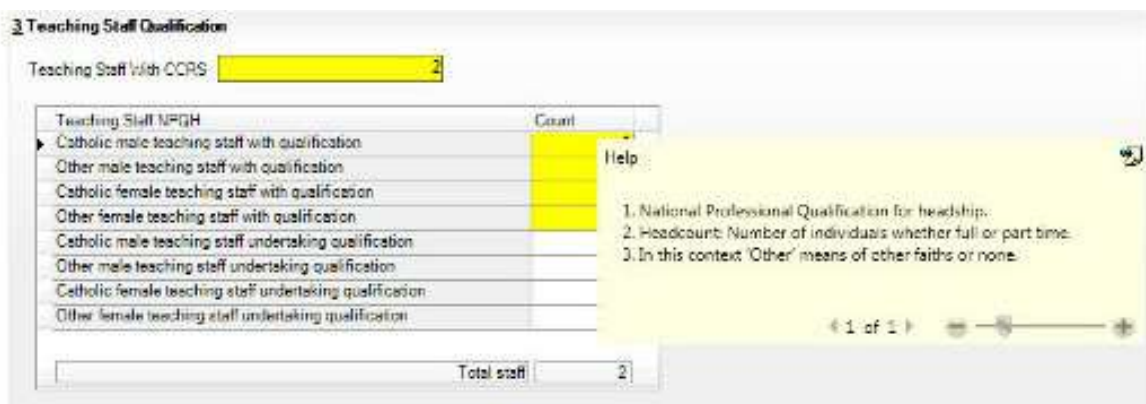 3 Teaching Staff Qualification
Teaching Staff With CCRS 2
Teaching Staff NPQH Count
Catholic male teaching staff with qualification
Other male teaching staff with qualification
Catholic female teaching staff with qualification
Other female teaching staff with qualification
Catholic male teaching staff undertaking qualification
Other male teaching staff undertaking qualification
Catholic female teaching staff undertaking qualification
Other female teaching staff undertaking qualification
Total staff 2
Help
1. National Professional Qualification for headship.
2. Headcount: Number of individuals whether full or part time.
3. In this context 'Other' means of other faiths or none.
1 of 1